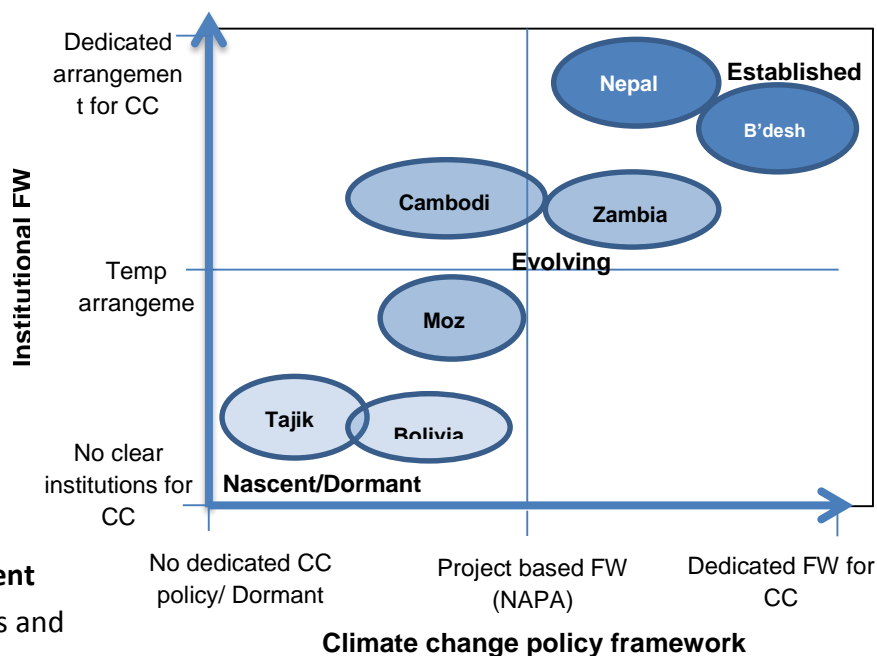 Dedicated
arrangemen
t for CC
Institutional FW
Temp
arrangeme
No clear
institutions for
CC
Nepal
Established
B’desh
Cambodi
Zambia
Evolving
Moz
Tajik
Bolivia
Nascent/Dormant
No dedicated CC
policy/ Dormant
Project based FW
(NAPA)
Dedicated FW for
CC
Climate change policy framework
ent
s and